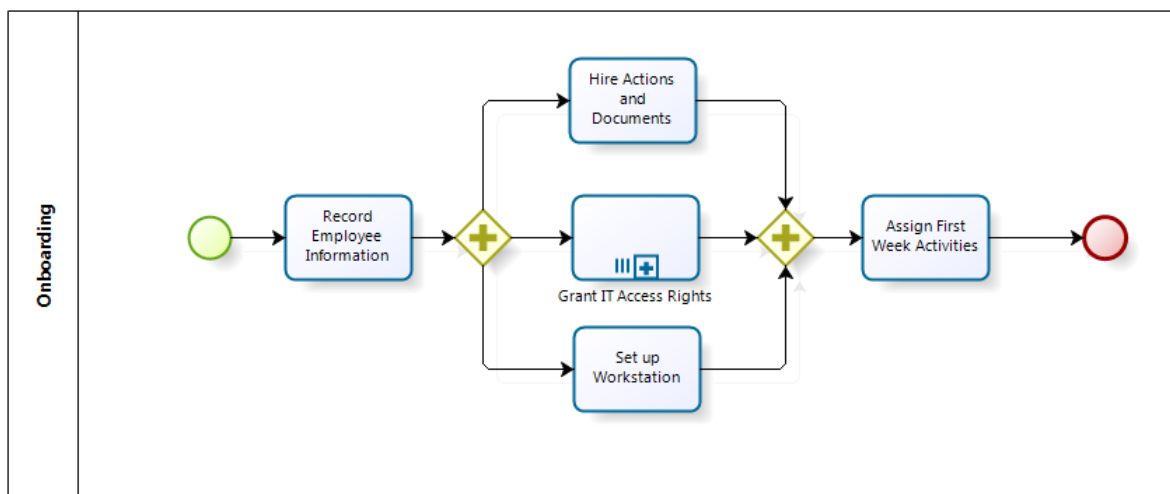 Onboarding
Record
Employee
Information
Hire Actions
and
Documents
Grant IT Access Rights
Set up
Workstation
Assign First
Week Activities